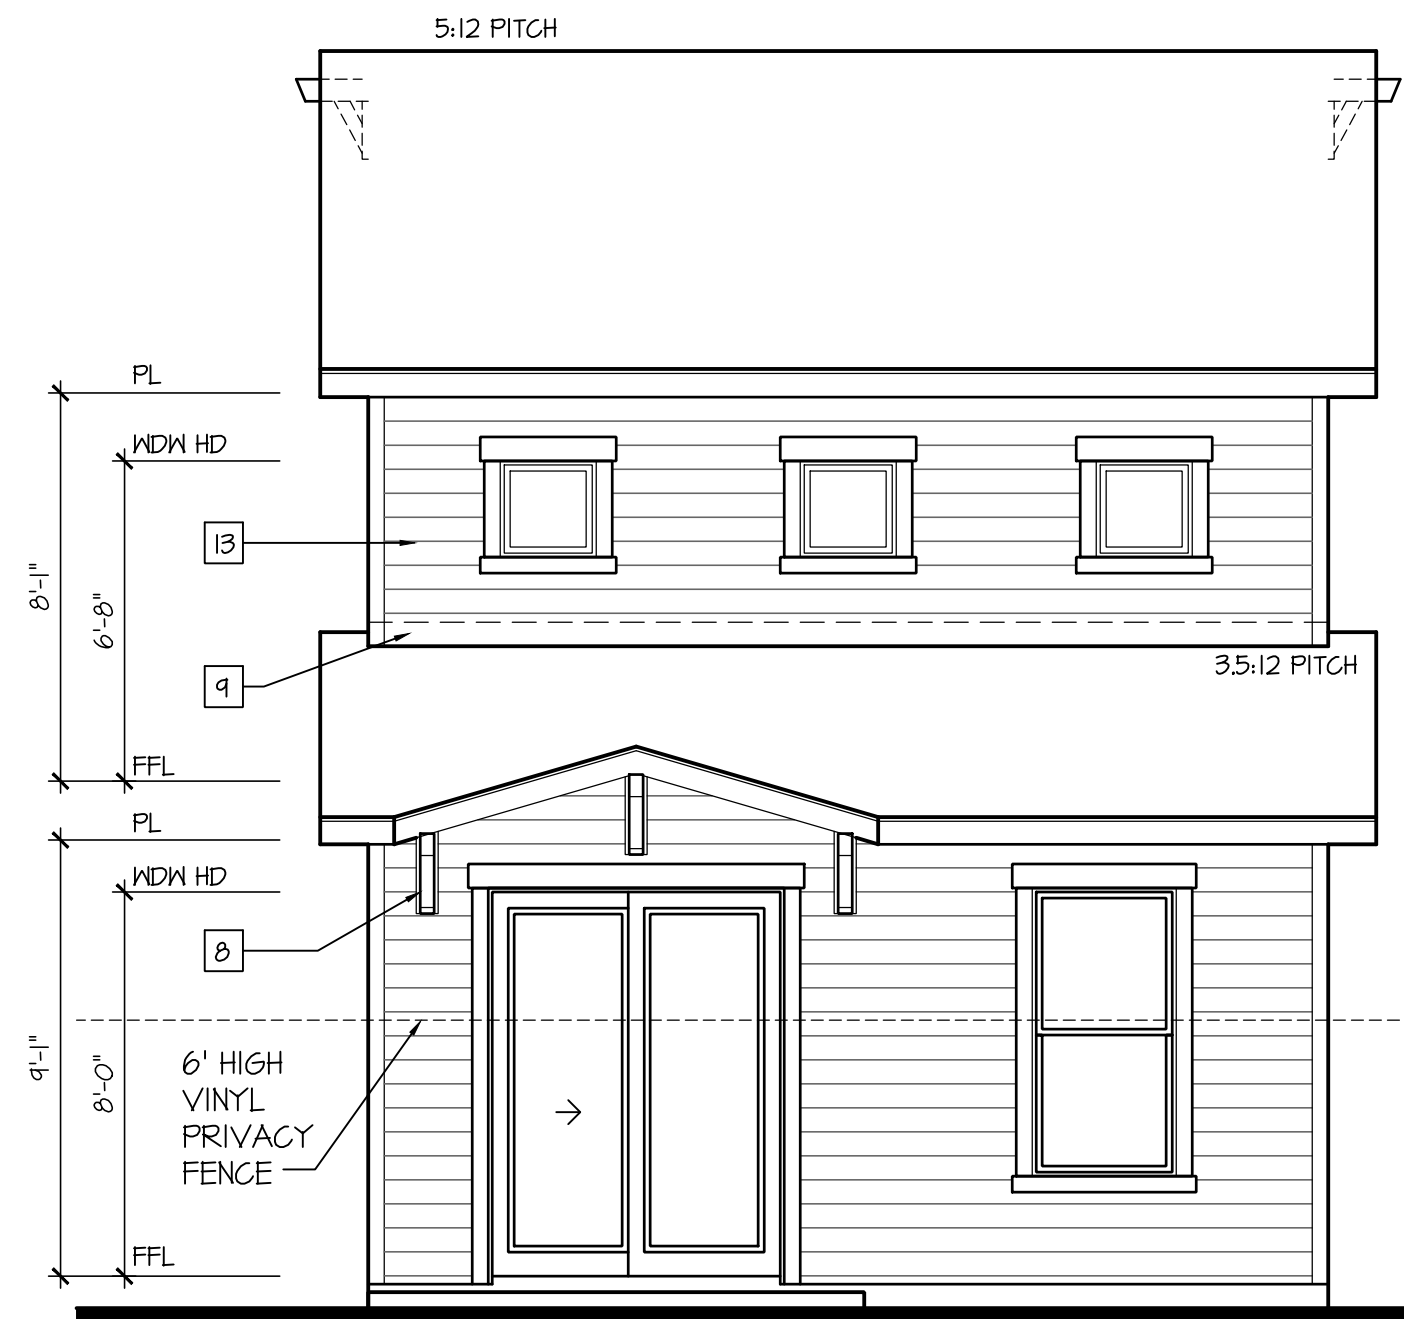 5:12 PITCH
PL
WDW HD
13
8'-1"
6'-8"
9
3.5:12 PITCH
FFL
PL
WDW HD
8
9'-1"
8'-0"
6' HIGH
VINYL
PRIVACY
FENCE
FFL